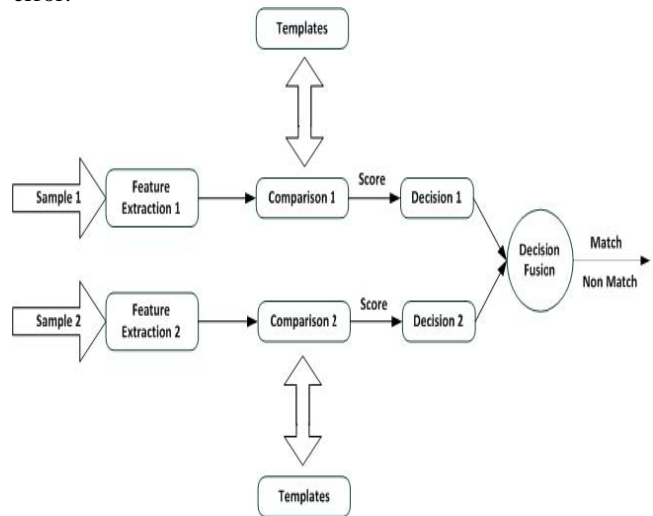 Templates
Sample 1
Feature
Extraction 1
Comparison 1
Score
Decision 1
Decision
Fusion
Match
Non Match
Sample 2
Feature
Extraction 2
Comparison 2
Score
Decision 2
Templates